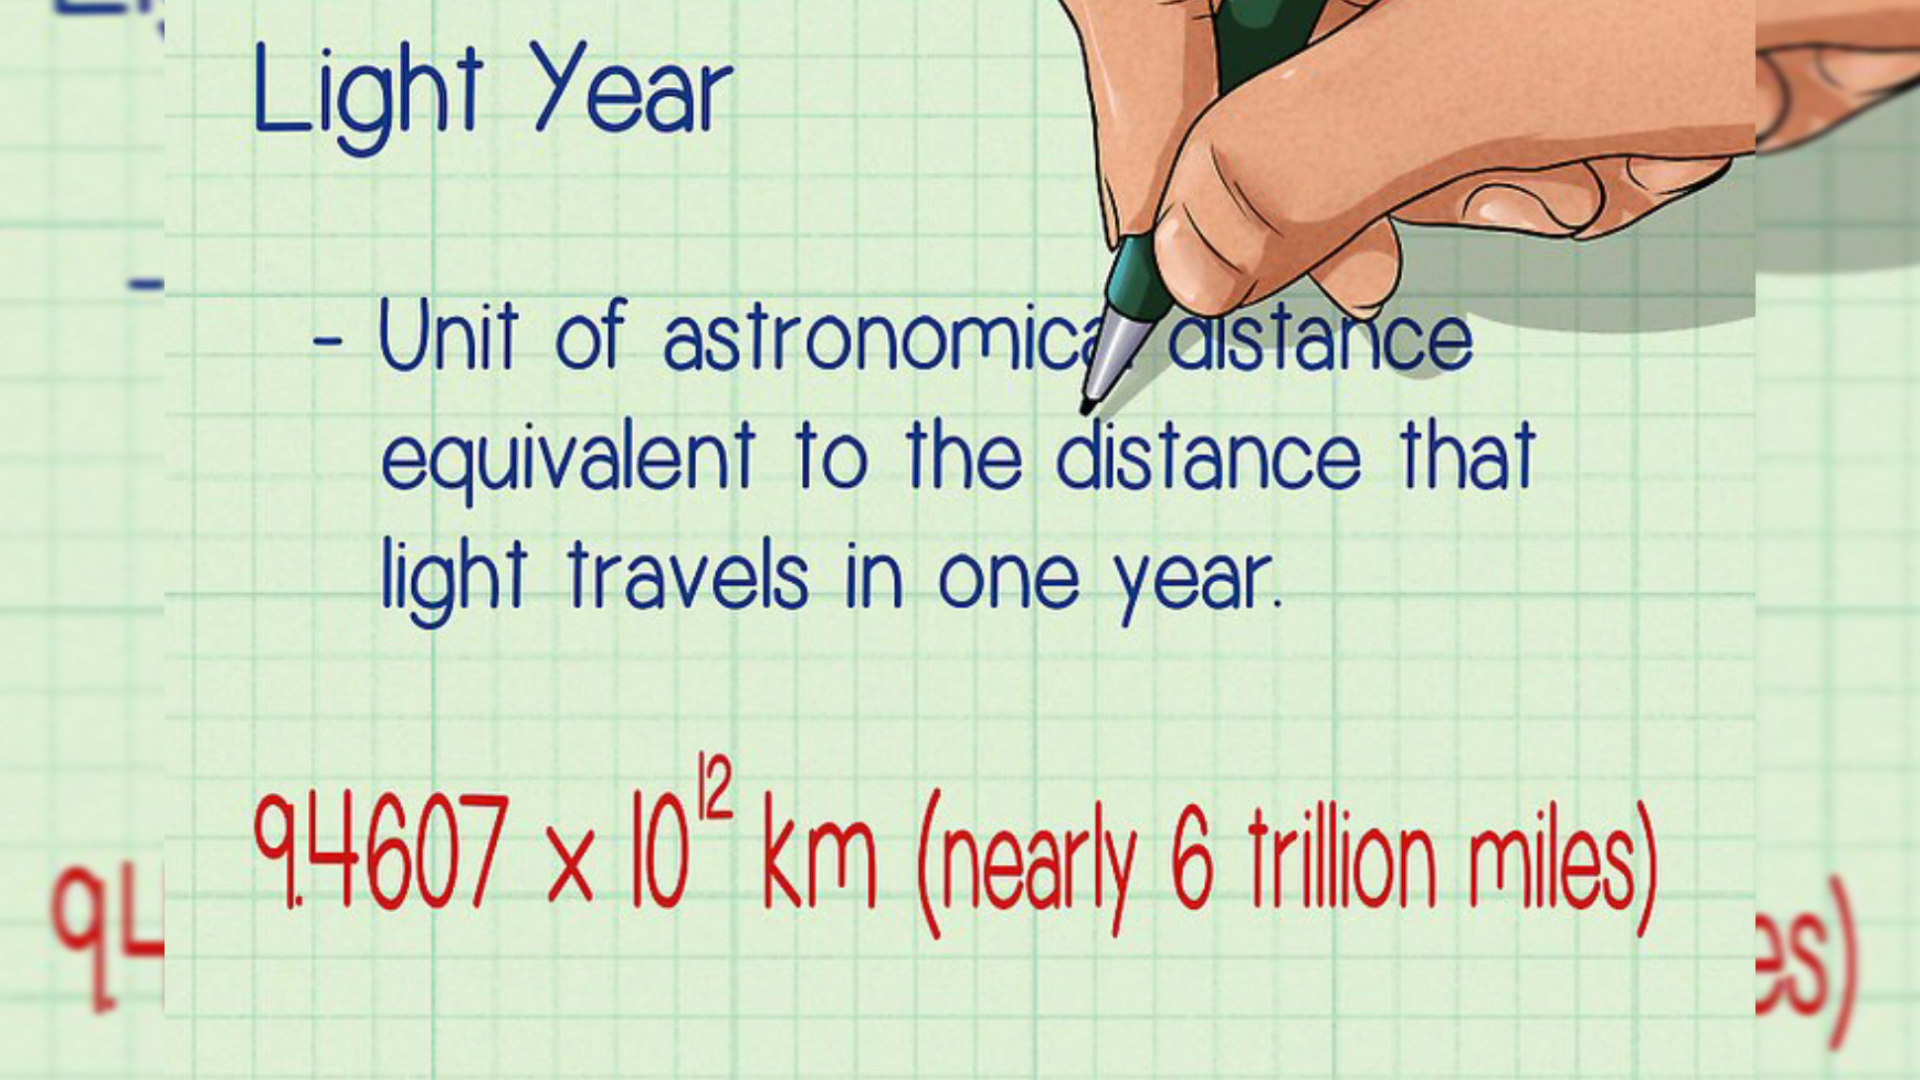 Light Year
- Unit of astronomical distance
equivalent to the distance that
light travels in one year.
9.4607 x 10¹² km (nearly 6 trillion miles)